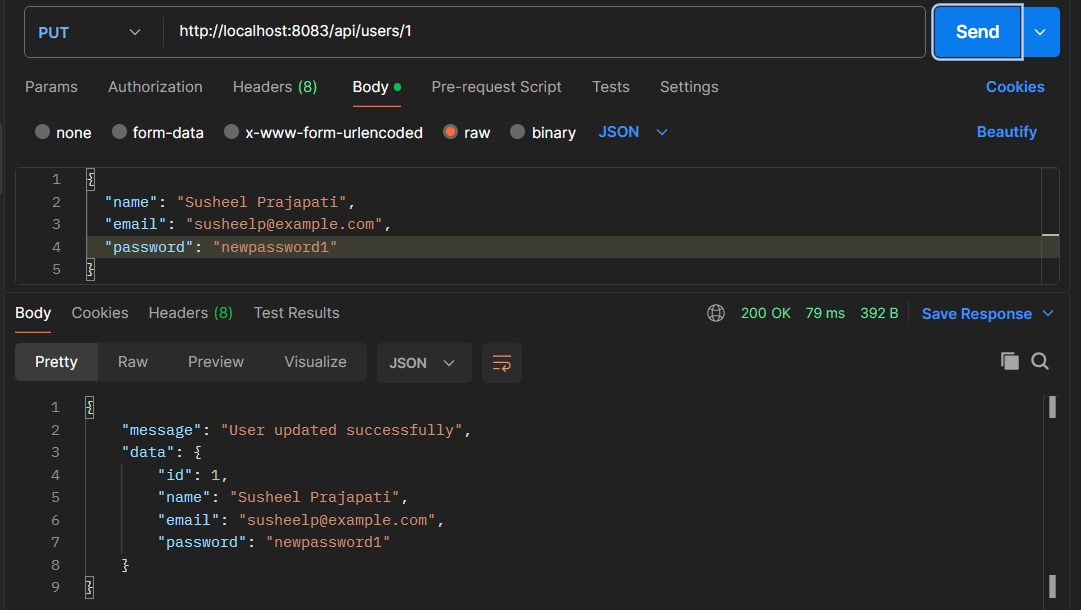 PUT http://localhost:8083/api/users/1 Send
Params Authorization Headers (8) Body Pre-request Script Tests Settings Cookies
none form-data x-www-form-urlencoded raw binary JSON Beautify
1 {
2 "name": "Susheel Prajapati",
3 "email": "susheelp@example.com",
4 "password": "newpassword1"
5 }
Body Cookies Headers (8) Test Results 200 OK 79 ms 392 B Save Response
Pretty Raw Preview Visualize JSON
1 {
2 "message": "User updated successfully",
3 "data": {
4 "id": 1,
5 "name": "Susheel Prajapati",
6 "email": "susheelp@example.com",
7 "password": "newpassword1"
8 }
9 }